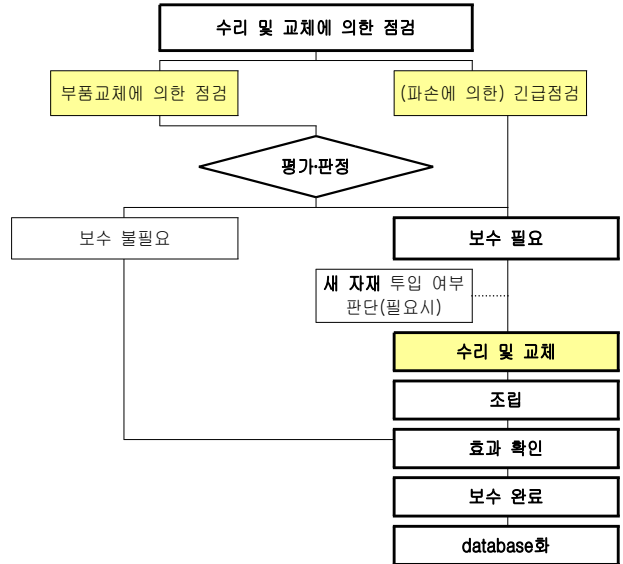 수리 및 교체에 의한 점검
부품교체에 의한 점검
(파손에 의한) 긴급점검
평가·판정
보수 불필요
보수 필요
새 자재 투입 여부
판단(필요시)
수리 및 교체
조립
효과 확인
보수 완료
database화